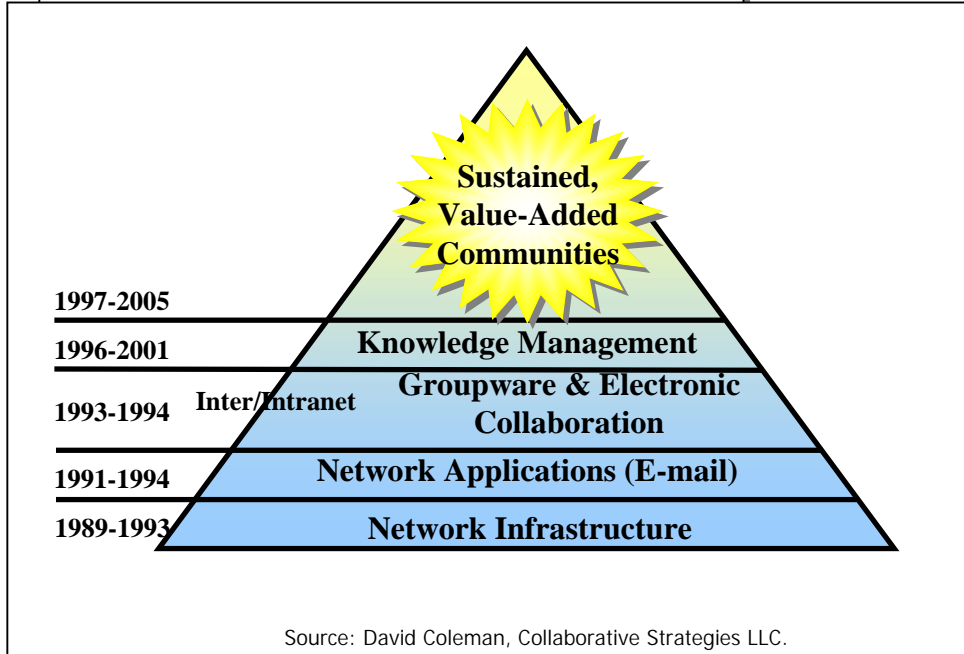 Sustained,
Value-Added
Communities
1997-2005
1996-2001
Knowledge Management
1993-1994
Inter/Intranet
Groupware & Electronic
Collaboration
1991-1994
Network Applications (E-mail)
1989-1993
Network Infrastructure
Source: David Coleman, Collaborative Strategies LLC.